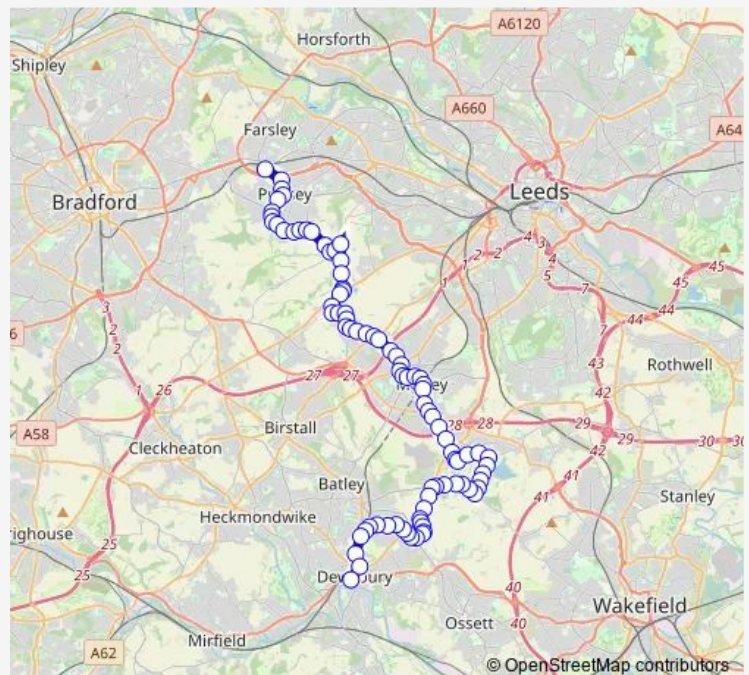 A6120
Horsforth
Shipley
A660
A64
Farsley
Leeds
Bradford
4
3
2
2
4
45
1
5
45
7
44
1
44
3
2
7
6
2
43
Rothwell
27
27
42
1
26
28
28
29
A58
Birstall
29
30
Cleckheaton
42
41
Batley
41
Stanley
Heckmondwike
righouse
25
25
40
Wakefield
Ossett
40
Mirfield
A62
© OpenStreetMap contributors